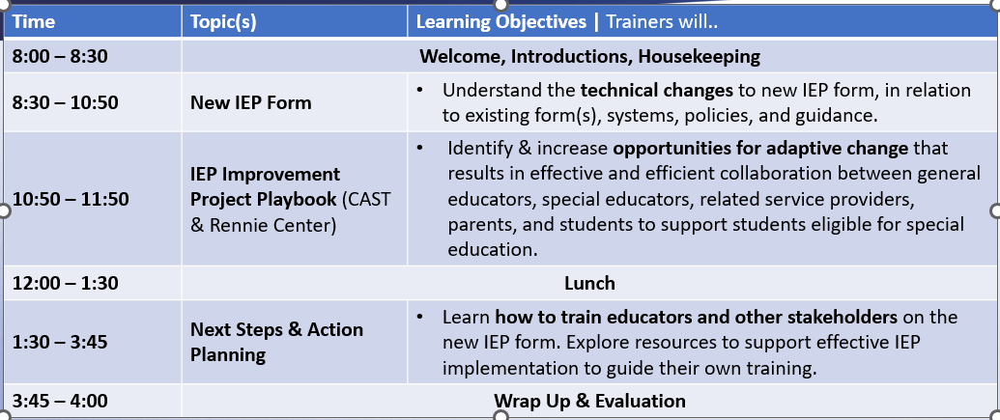 Time Topic(s) Learning Objectives | Trainers will..
8:00 – 8:30 Welcome, Introductions, Housekeeping
8:30 – 10:50 New IEP Form
• Understand the technical changes to new IEP form, in relation
to existing form(s), systems, policies, and guidance.
10:50 – 11:50
IEP Improvement
Project Playbook (CAST
& Rennie Center)
• Identify & increase opportunities for adaptive change that
results in effective and efficient collaboration between general
educators, special educators, related service providers,
parents, and students to support students eligible for special
education.
12:00 – 1:30 Lunch
1:30 – 3:45
Next Steps & Action
Planning
• Learn how to train educators and other stakeholders on the
new IEP form. Explore resources to support effective IEP
implementation to guide their own training.
3:45 – 4:00 Wrap Up & Evaluation